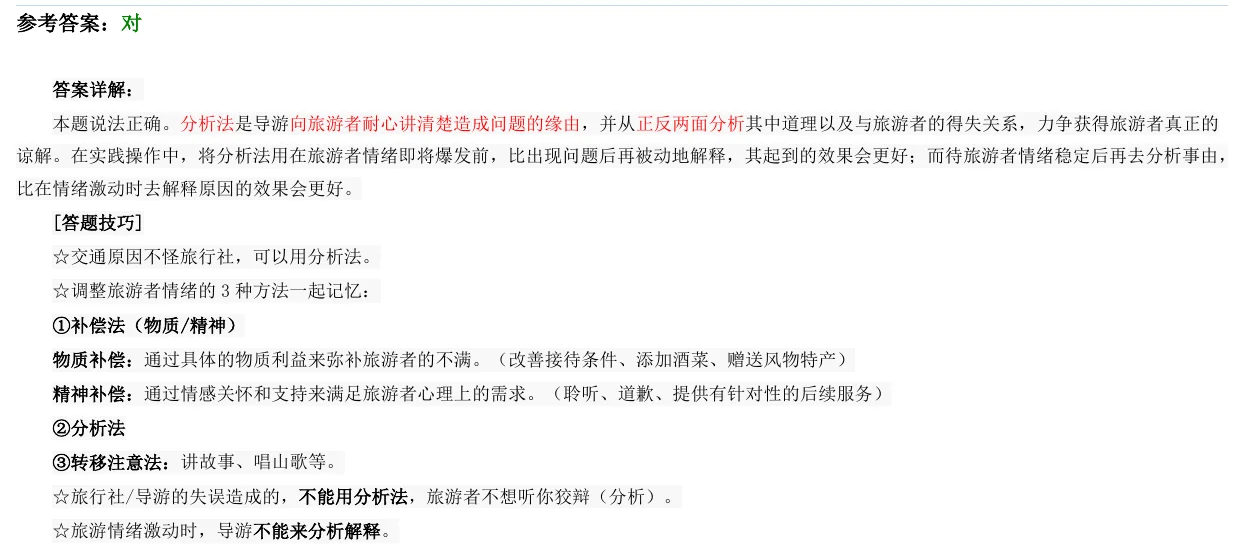 参考答案：对
答案详解：
本题说法正确。分析法是导游向旅游者耐心讲清楚造成问题的缘由，并从正反两面分析其中道理以及与旅游者的得失关系，力争获得旅游者真正的
谅解。在实践操作中，将分析法用在旅游者情绪即将爆发前，比出现问题后再被动地解释，其起到的效果会更好；而待旅游者情绪稳定后再去分析事由，
比在情绪激动时去解释原因的效果会更好。
[答题技巧]
☆交通原因不怪旅行社，可以用分析法。
☆调整旅游者情绪的 3 种方法一起记忆：
①补偿法（物质/精神）
物质补偿：通过具体的物质利益来弥补旅游者的不满。（改善接待条件、添加酒菜、赠送风物特产）
精神补偿：通过情感关怀和支持来满足旅游者心理上的需求。（聆听、道歉、提供有针对性的后续服务）
②分析法
③转移注意法：讲故事、唱山歌等。
☆旅行社/导游的失误造成的，不能用分析法，旅游者不想听你狡辩（分析）。
☆旅游情绪激动时，导游不能来分析解释。